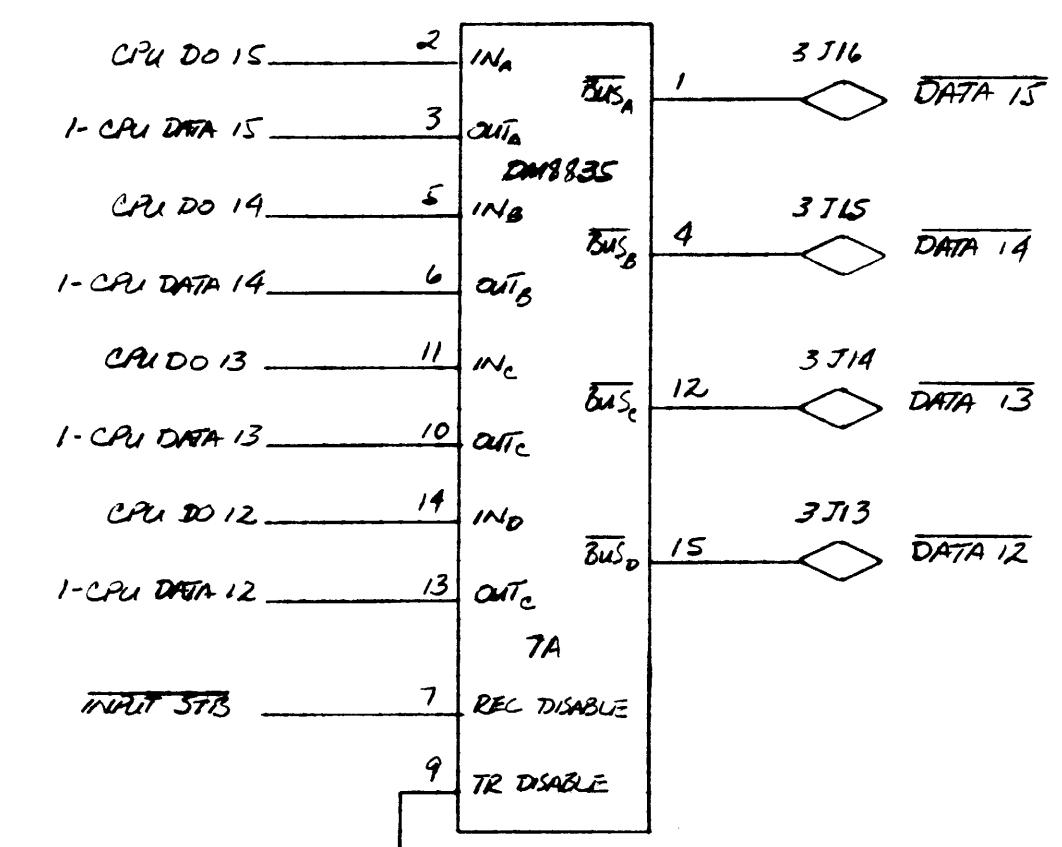 CPU DO 15 2 IN_A
3J16
BUS_A 1 DATA 15
1-CPU DATA 15 3 OUT_A
DM8835
CPU DO 14 5 IN_B
3J15
BUS_B 4 DATA 14
1-CPU DATA 14 6 OUT_B
CPU DO 13 11 IN_C
3J14
BUS_C 12 DATA 13
1-CPU DATA 13 10 OUT_C
CPU DO 12 14 IN_D
3J13
BUS_D 15 DATA 12
1-CPU DATA 12 13 OUT_C
7A
INPUT STB 7 REC DISABLE
9 TR DISABLE